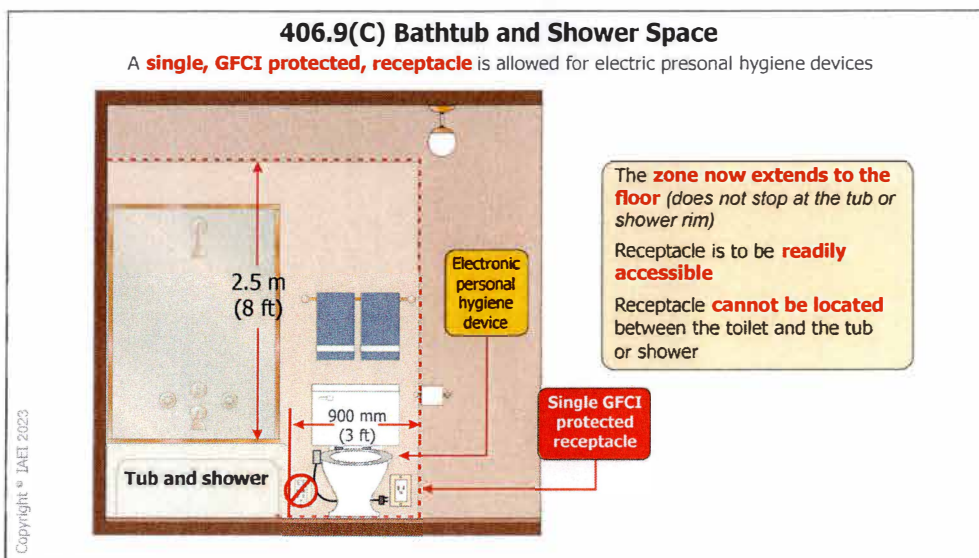 406.9(C) Bathtub and Shower Space
A single, GFCI protected, receptacle is allowed for electric presonal hygiene devices
The zone now extends to the
floor (does not stop at the tub or
shower rim)
Receptacle is to be readily
accessible
Receptacle cannot be located
between the toilet and the tub
or shower
2.5 m
(8 ft)
Electronic
personal
hygiene
device
900 mm
(3 ft)
Single GFCI
protected
receptacle
Tub and shower
Copyright © IAEI 2023